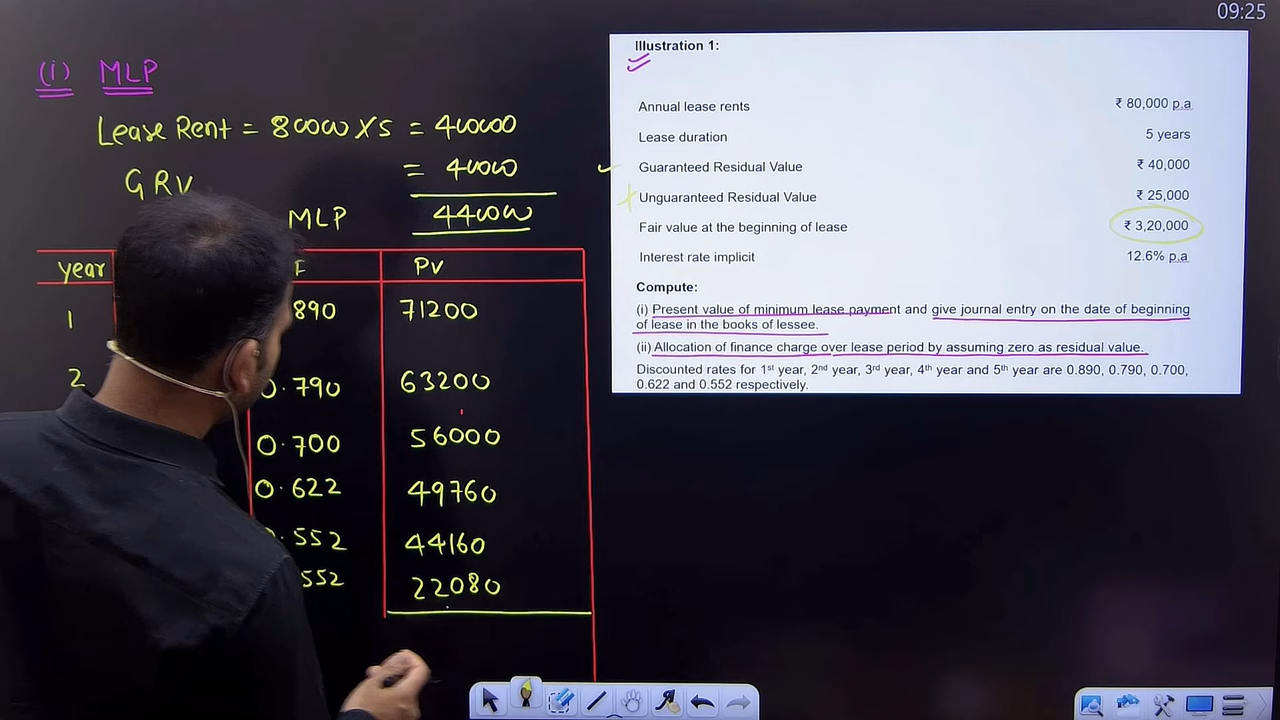 09:25
(i) MLP
Lease Rent = 80000 X 5 = 400000
GRV = 40000
MLP 440000
year PV
1 890 71200
2 0.790 63200
0.700 56000
0.622 49760
.552 44160
552 22080
Illustration 1:
Annual lease rents ₹ 80,000 p.a
Lease duration 5 years
Guaranteed Residual Value ₹ 40,000
Unguaranteed Residual Value ₹ 25,000
Fair value at the beginning of lease ₹ 3,20,000
Interest rate implicit 12.6% p.a
Compute:
(i) Present value of minimum lease payment and give journal entry on the date of beginning
of lease in the books of lessee.
(ii) Allocation of finance charge over lease period by assuming zero as residual value.
Discounted rates for 1st year, 2nd year, 3rd year, 4th year and 5th year are 0.890, 0.790, 0.700,
0.622 and 0.552 respectively.